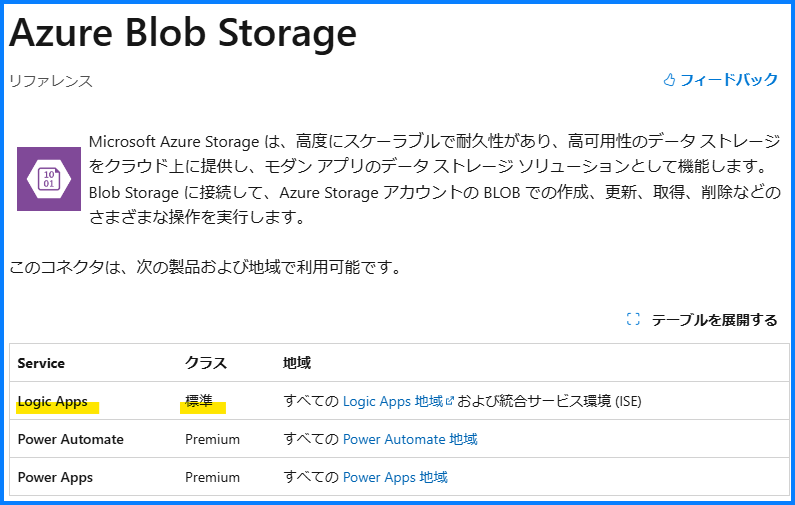 Azure Blob Storage
リファレンス
フィードバック
Microsoft Azure Storage は、高度にスケーラブルで耐久性があり、高可用性のデータ ストレージ
をクラウド上に提供し、モダン アプリのデータ ストレージ ソリューションとして機能します。
10
01
Blob Storage に接続して、Azure Storage アカウントの BLOB での作成、更新、取得、削除などの
さまざまな操作を実行します。
このコネクタは、次の製品および地域で利用可能です。
テーブルを展開する
Service クラス 地域
Logic Apps 標準 すべての Logic Apps 地域 および統合サービス環境 (ISE)
Power Automate Premium すべての Power Automate 地域
Power Apps Premium すべての Power Apps 地域